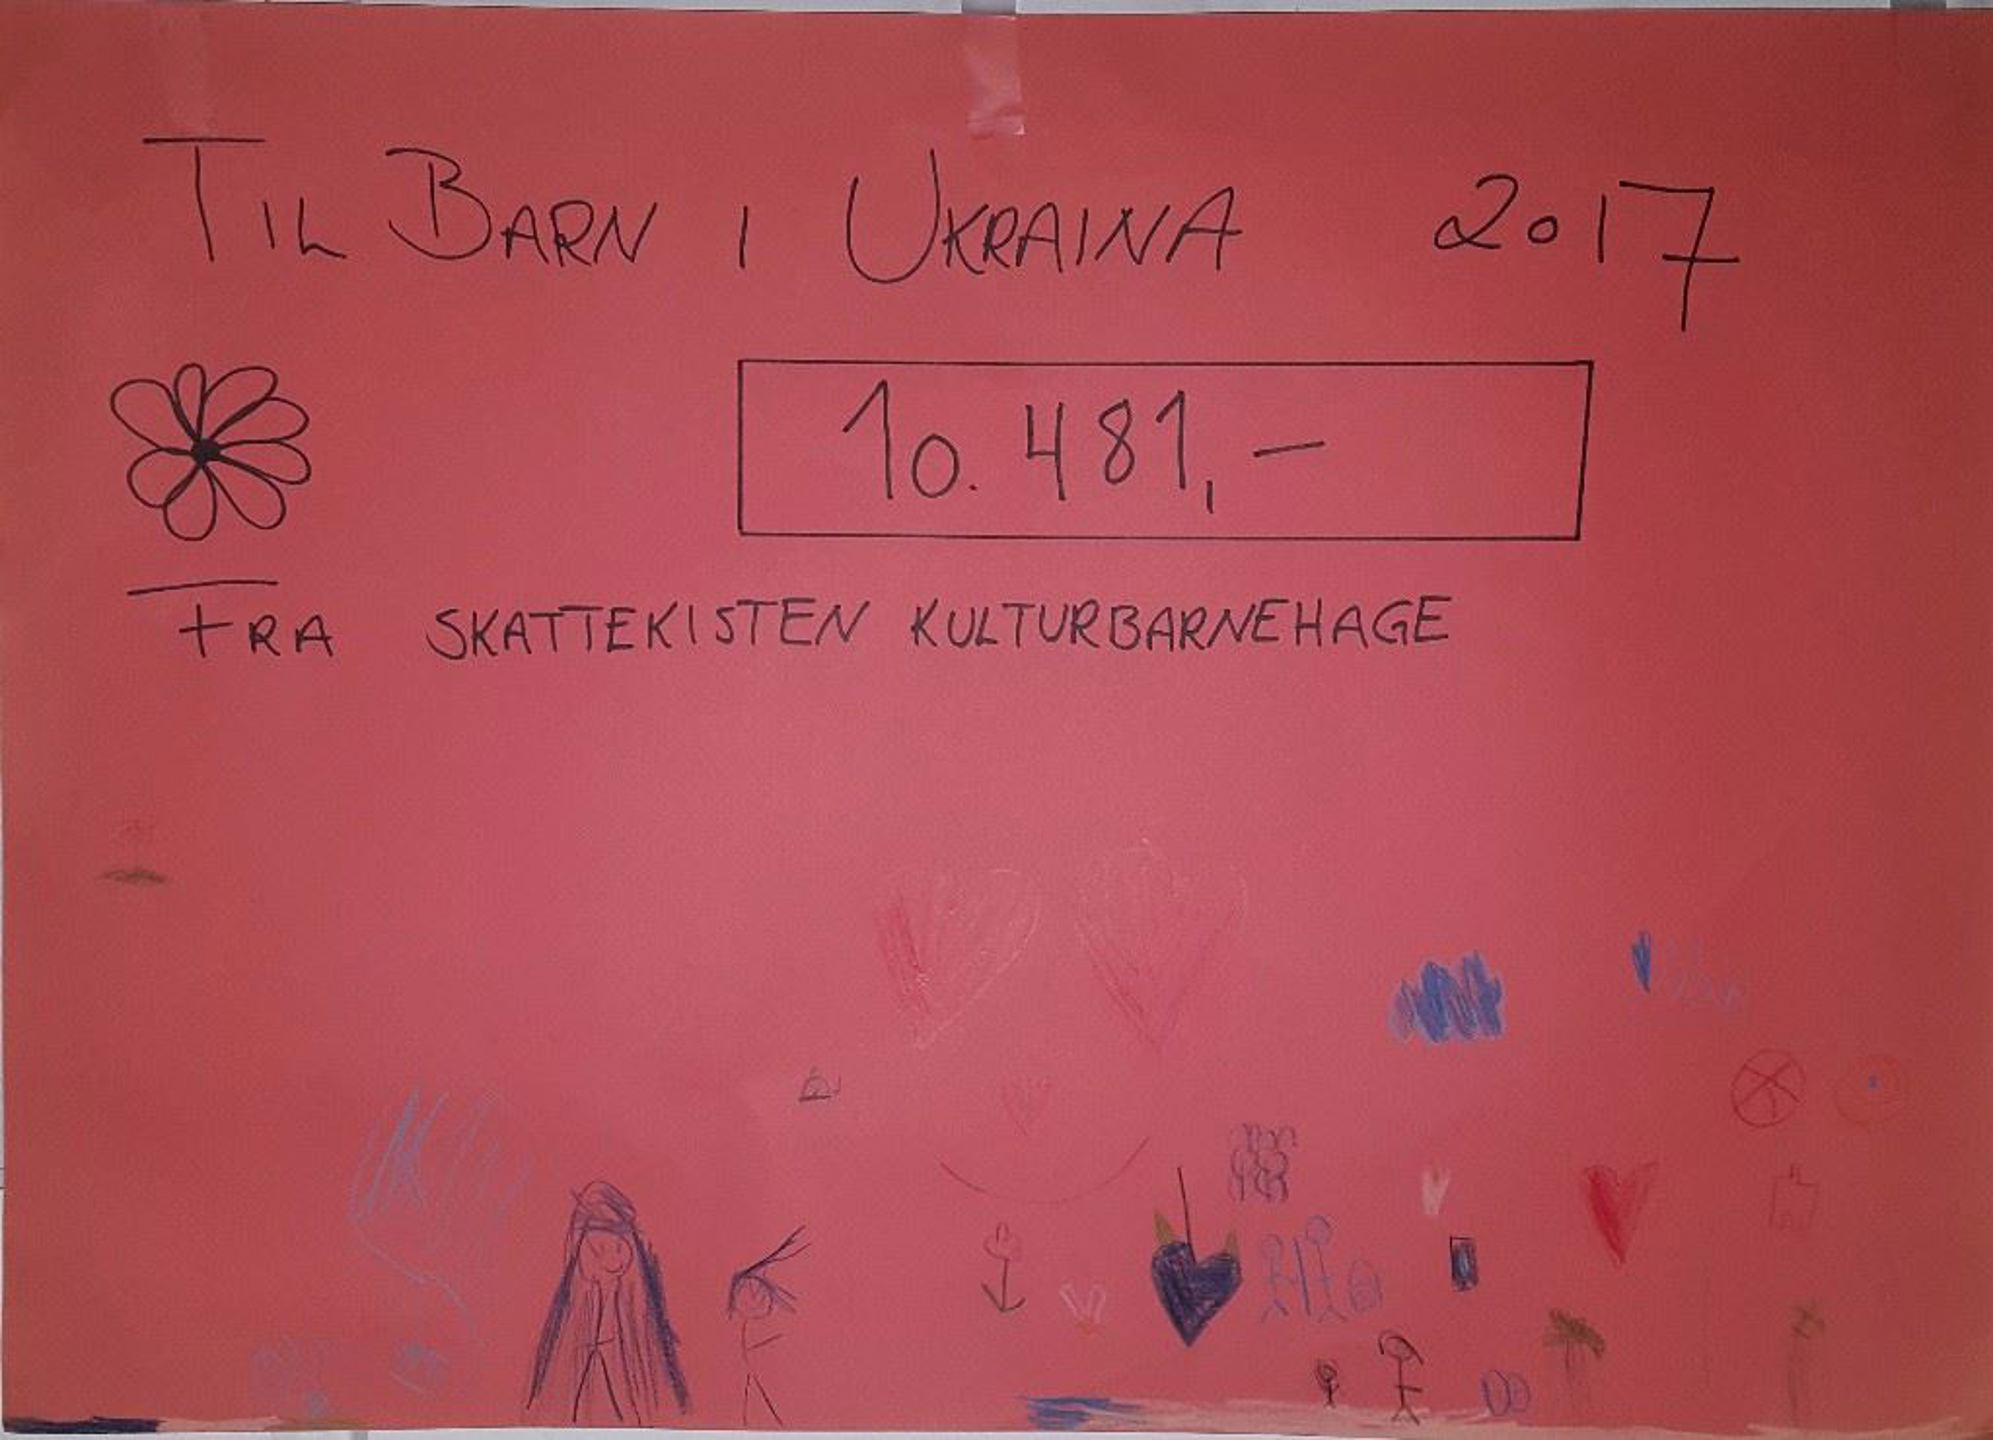 TIL BARN I UKRAINA 2017
10.481,-
FRA SKATTEKISTEN KULTURBARNEHAGE